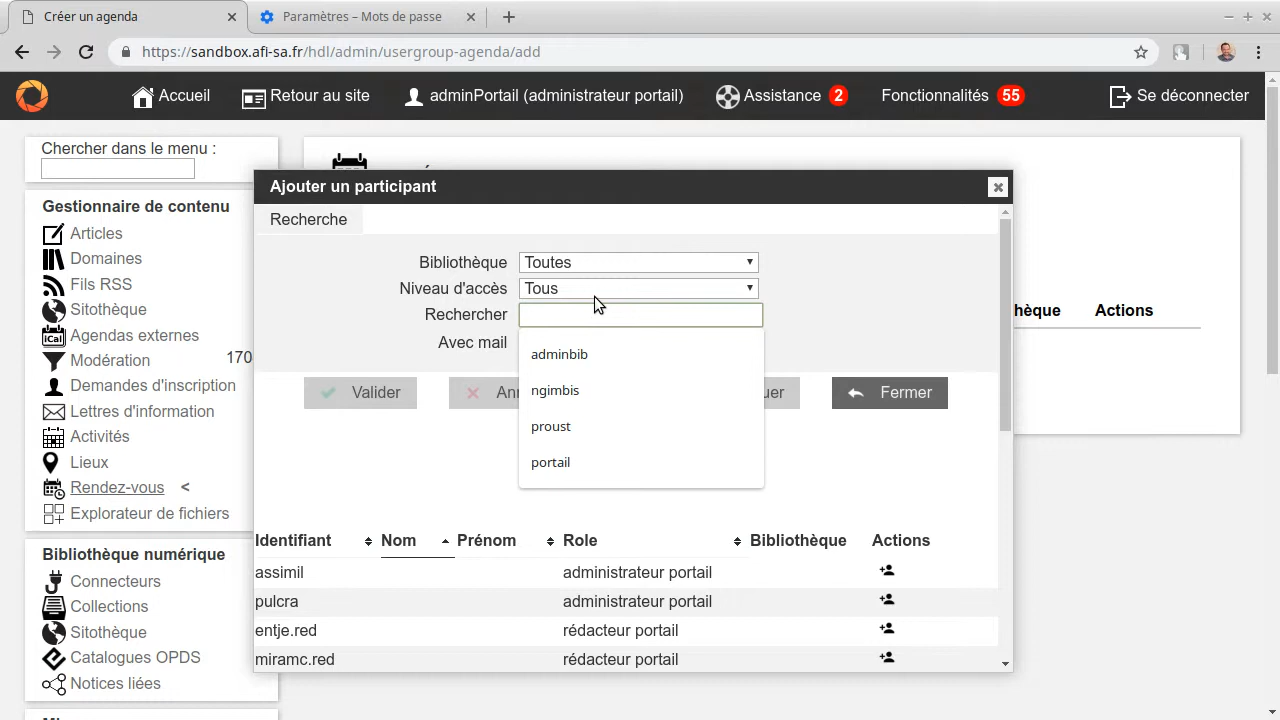 Créer un agenda
Paramètres – Mots de passe
https://sandbox.afi-sa.fr/hdl/admin/usergroup-agenda/add
Accueil
Retour au site
adminPortail (administrateur portail)
Assistance 2
Fonctionnalités 55
Se déconnecter
Chercher dans le menu :
Gestionnaire de contenu
Articles
Domaines
Fils RSS
Sitothèque
iCal Agendas externes
Modération 170
Demandes d'inscription
Lettres d'information
Activités
Lieux
Rendez-vous <
Explorateur de fichiers
Bibliothèque numérique
Connecteurs
Collections
Sitothèque
Catalogues OPDS
Notices liées
Ajouter un participant
Recherche
Bibliothèque Toutes
Niveau d'accès Tous
Rechercher
Avec mail
adminbib
ngimbis
proust
portail
Valider
Fermer
Identifiant Nom Prénom Role Bibliothèque Actions
assimil administrateur portail
pulcra administrateur portail
entje.red rédacteur portail
miramc.red rédacteur portail
hèque Actions